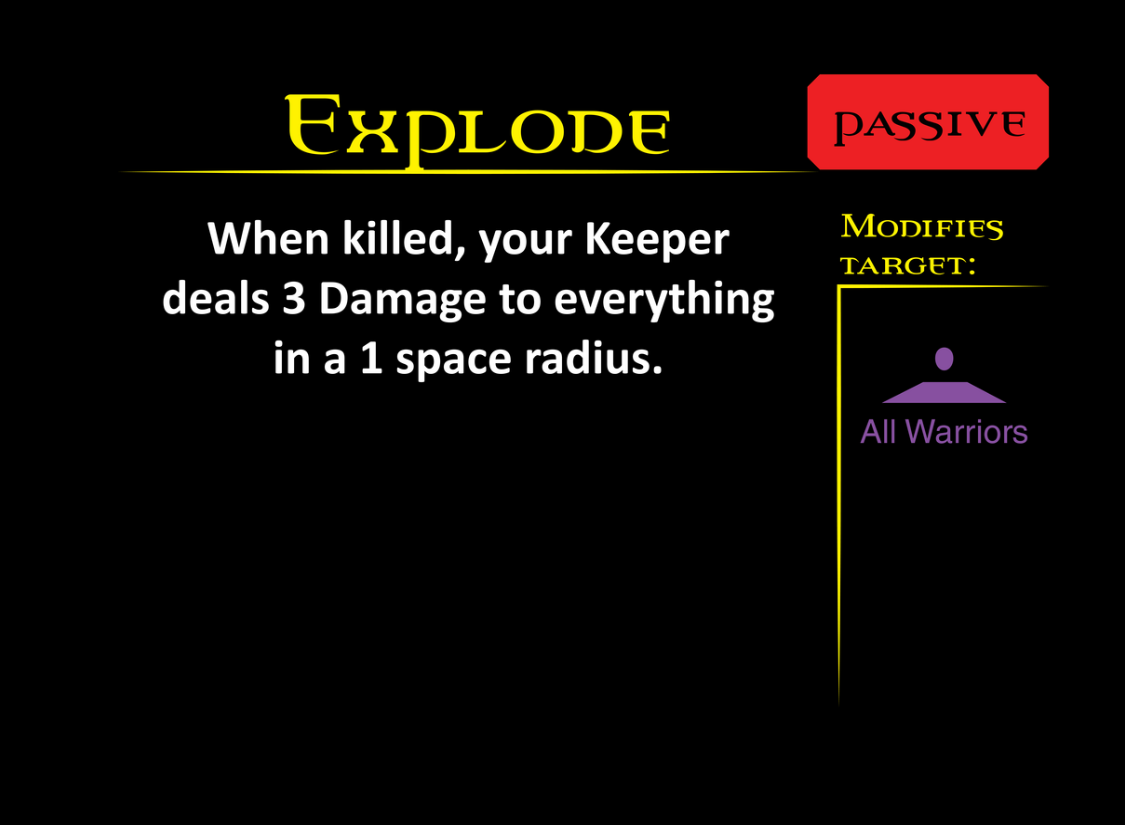 Explode
passive
When killed, your Keeper
deals 3 Damage to everything
in a 1 space radius.
Modifies
target:
All Warriors